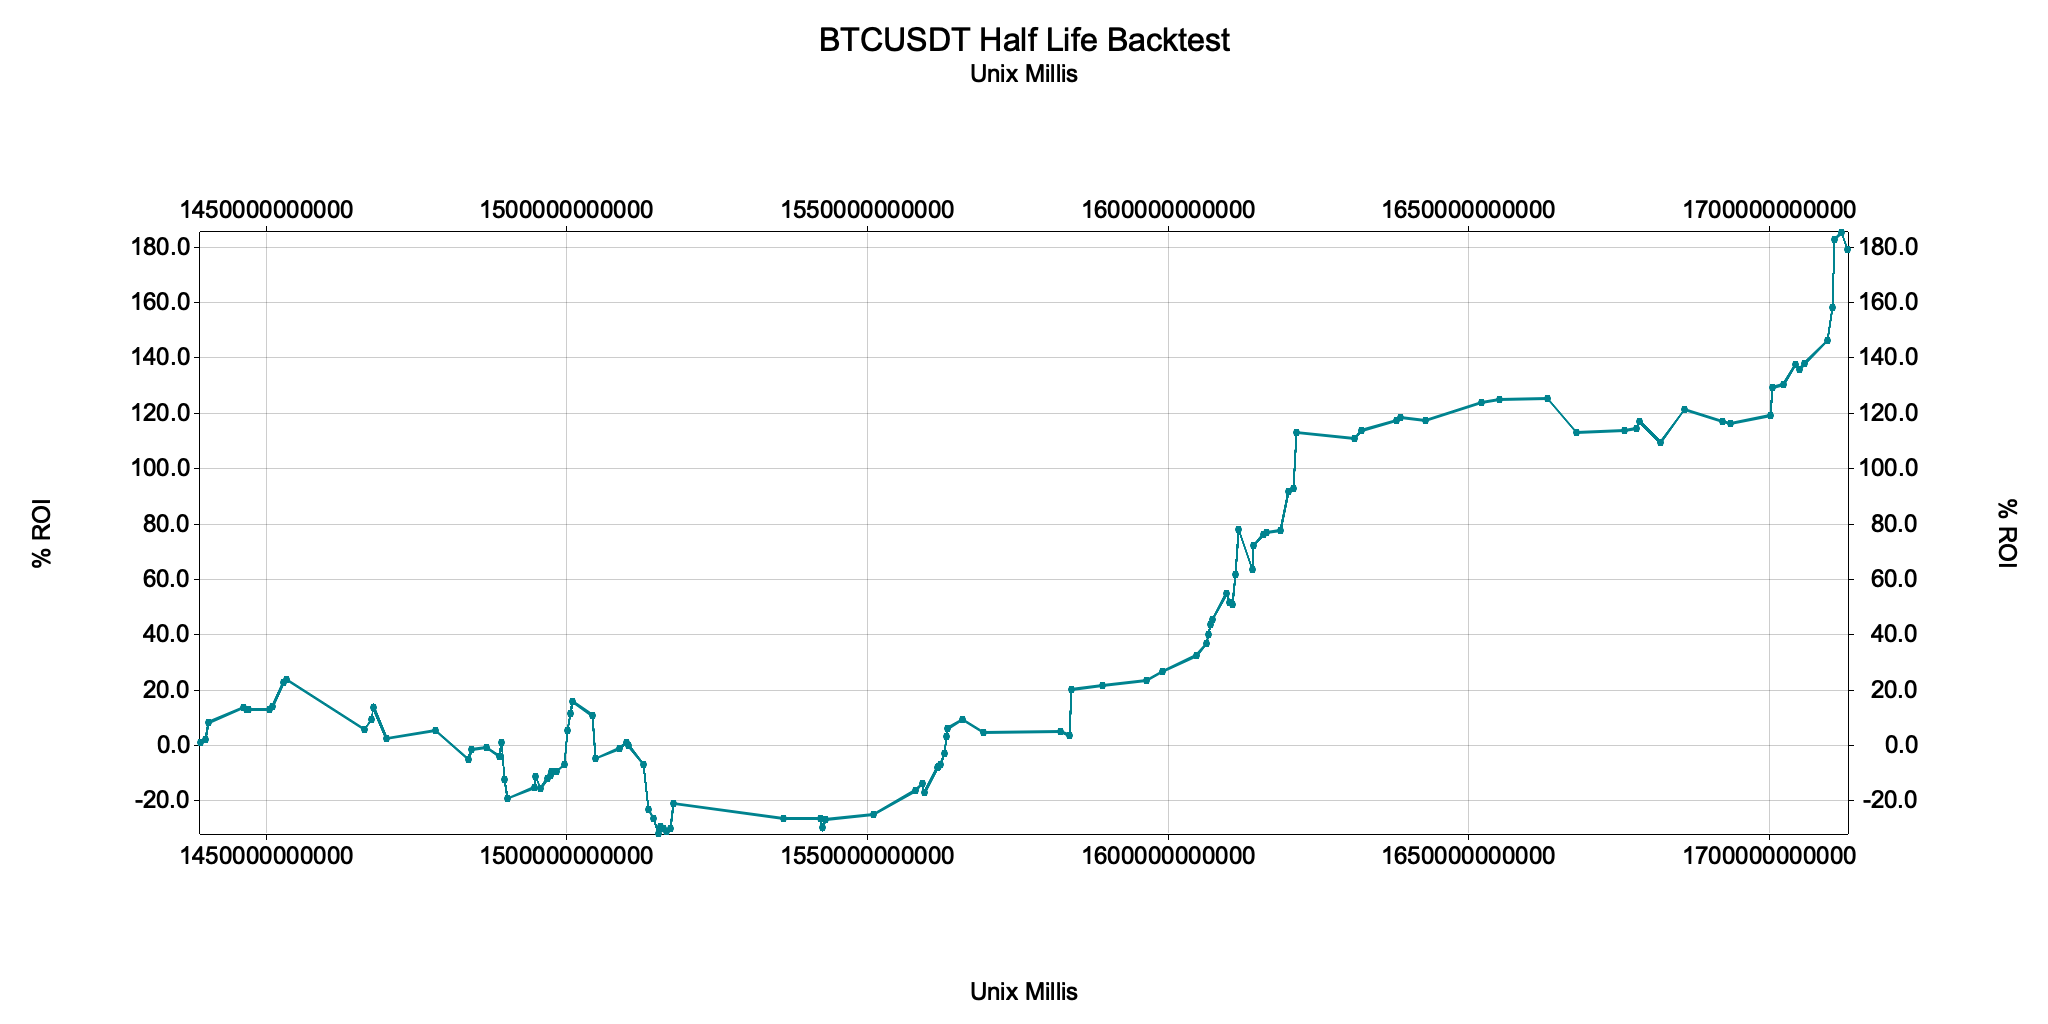 BTCUSDT Half Life Backtest
Unix Millis
1450000000000 1500000000000 1550000000000 1600000000000 1650000000000 1700000000000
180.0 180.0
160.0 160.0
140.0 140.0
120.0 120.0
100.0 100.0
% ROI % ROI
80.0 80.0
60.0 60.0
40.0 40.0
20.0 20.0
0.0 0.0
-20.0 -20.0
1450000000000 1500000000000 1550000000000 1600000000000 1650000000000 1700000000000
Unix Millis